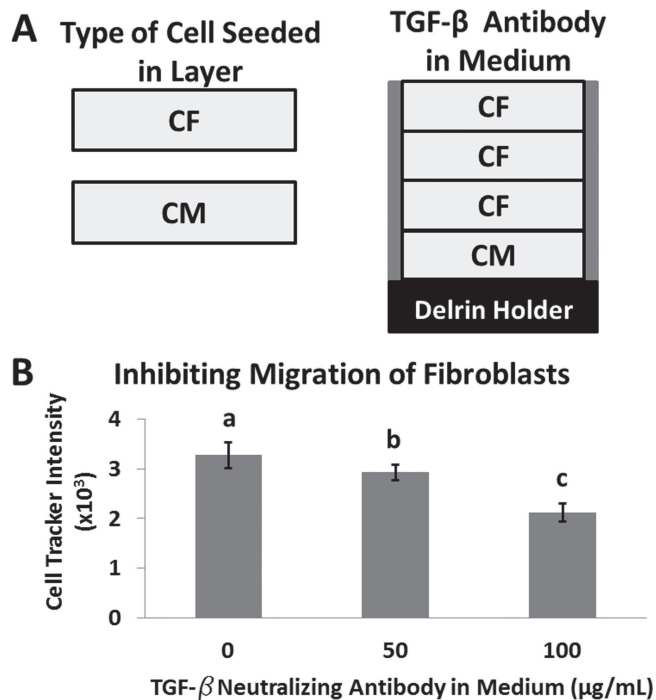 A
Type of Cell Seeded
in Layer
CF
CM
TGF-β Antibody
in Medium
CF
CF
CF
CM
Delrin Holder
B
Inhibiting Migration of Fibroblasts
Cell Tracker Intensity
(x10³)
4
3
2
1
0
a
b
c
0 50 100
TGF-β Neutralizing Antibody in Medium (μg/mL)